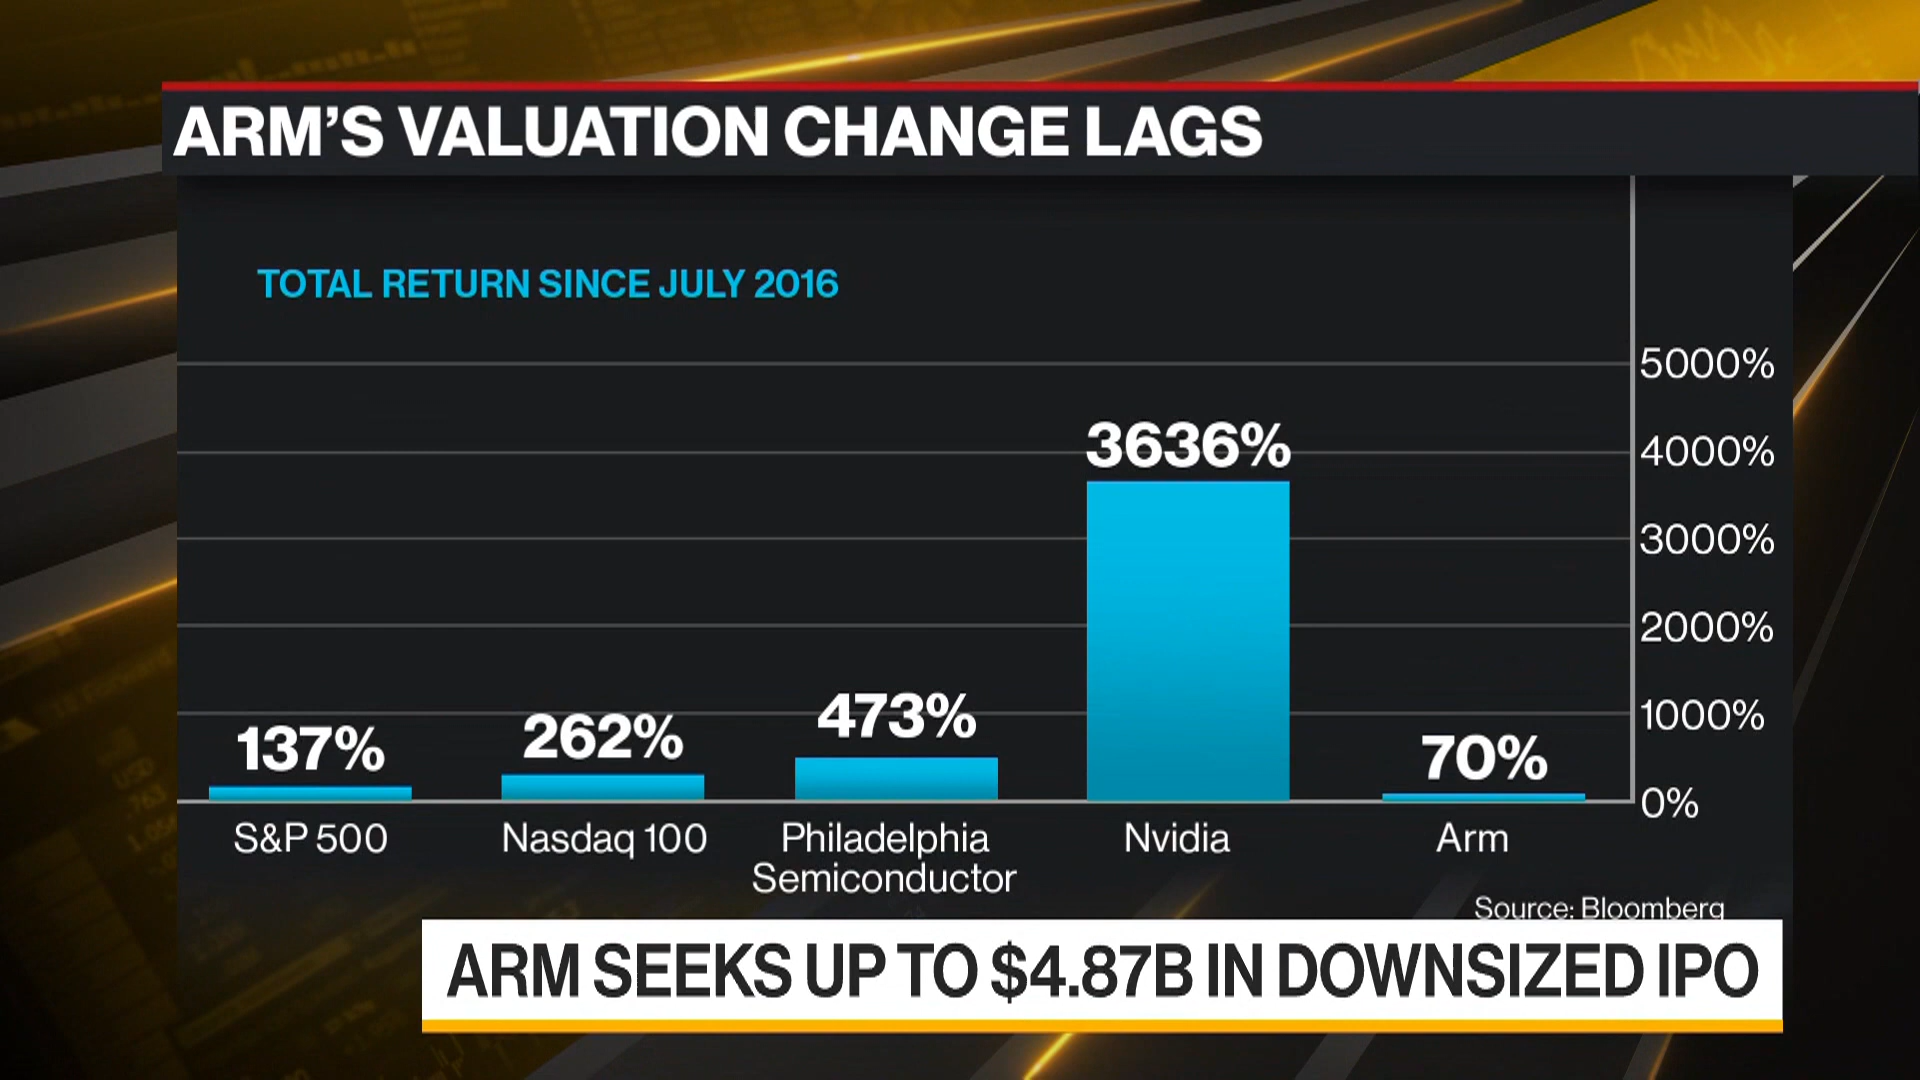 ARM'S VALUATION CHANGE LAGS
TOTAL RETURN SINCE JULY 2016
5000%
4000%
3000%
2000%
1000%
0%
137%
262%
473%
3636%
70%
S&P 500
Nasdaq 100
Philadelphia
Semiconductor
Nvidia
Arm
Source: Bloomberg
ARM SEEKS UP TO $4.87B IN DOWNSIZED IPO